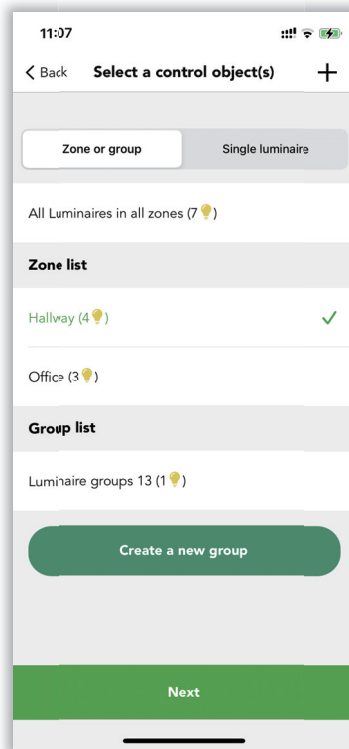 11:07
Back Select a control object(s) +
Zone or group Single luminaire
All Luminaires in all zones (7💡)
Zone list
Hallway (4💡)
Office (3💡)
Group list
Luminaire groups 13 (1💡)
Create a new group
Next